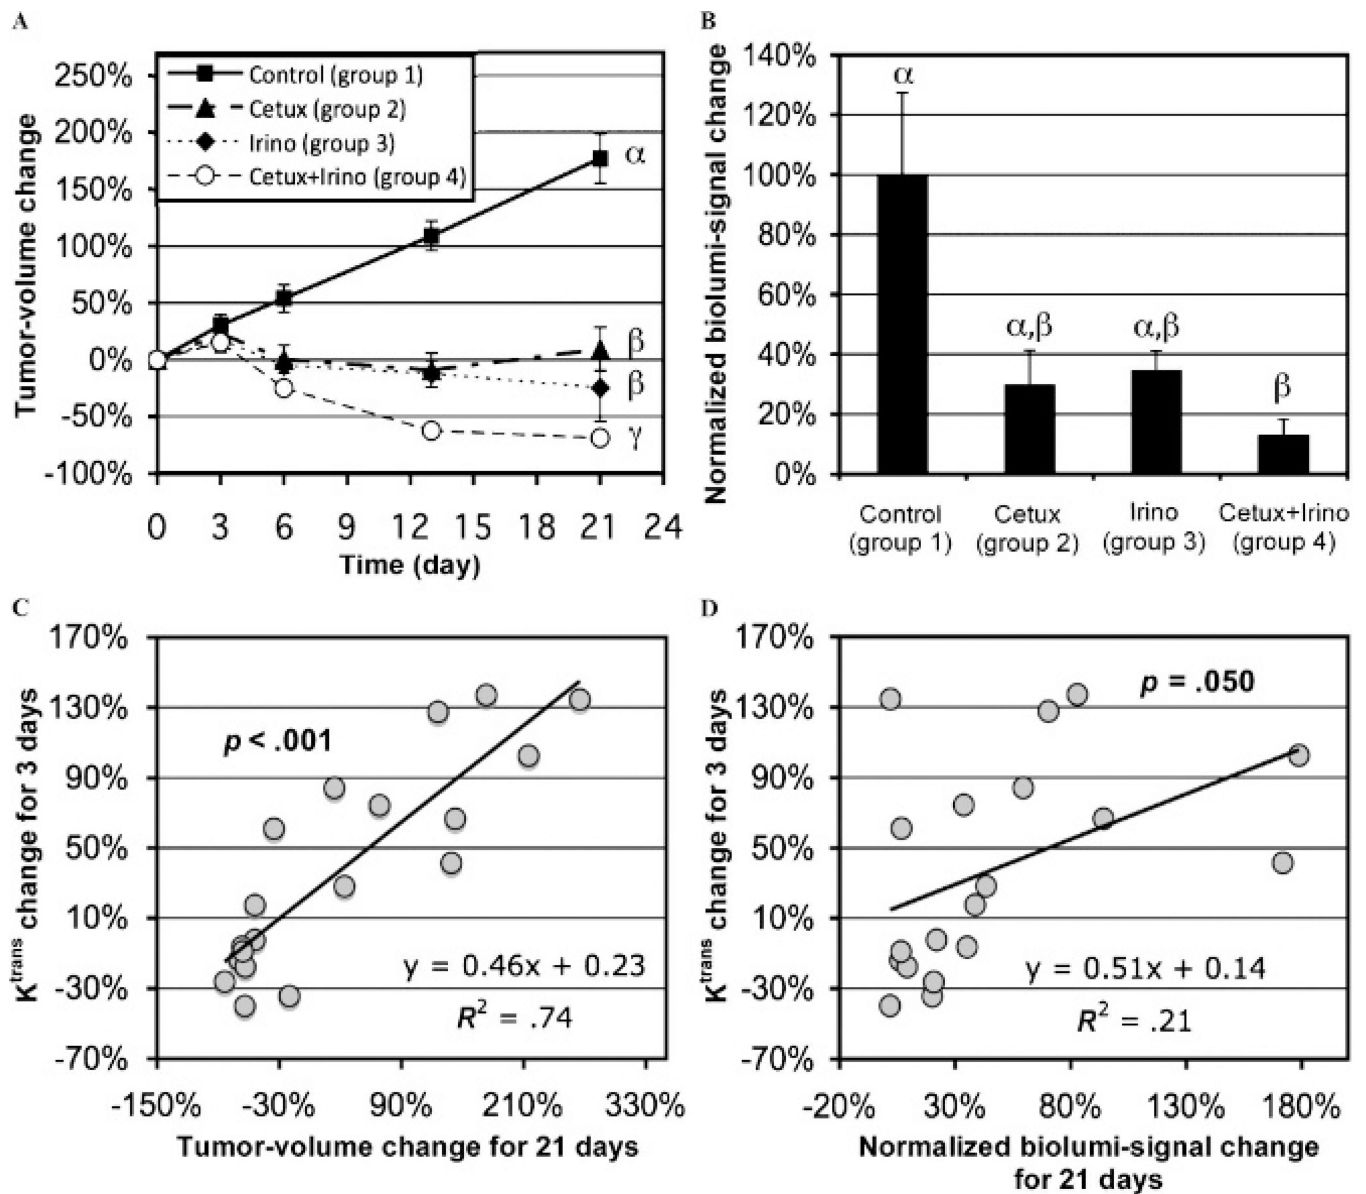 A
Tumor-volume change
250%
200%
150%
100%
50%
0%
-50%
-100%
Control (group 1)
Cetux (group 2)
Irino (group 3)
Cetux+Irino (group 4)
α
β
β
γ
0 3 6 9 12 15 18 21 24
Time (day)
B
Normalized biolumi-signal change
140%
120%
100%
80%
60%
40%
20%
0%
α
α,β
α,β
β
Control Cetux Irino Cetux+Irino
(group 1) (group 2) (group 3) (group 4)
C
Ktrans change for 3 days
170%
130%
90%
50%
10%
-30%
-70%
p < .001
y = 0.46x + 0.23
R² = .74
-150% -30% 90% 210% 330%
Tumor-volume change for 21 days
D
Ktrans change for 3 days
170%
130%
90%
50%
10%
-30%
-70%
p = .050
y = 0.51x + 0.14
R² = .21
-20% 30% 80% 130% 180%
Normalized biolumi-signal change
for 21 days